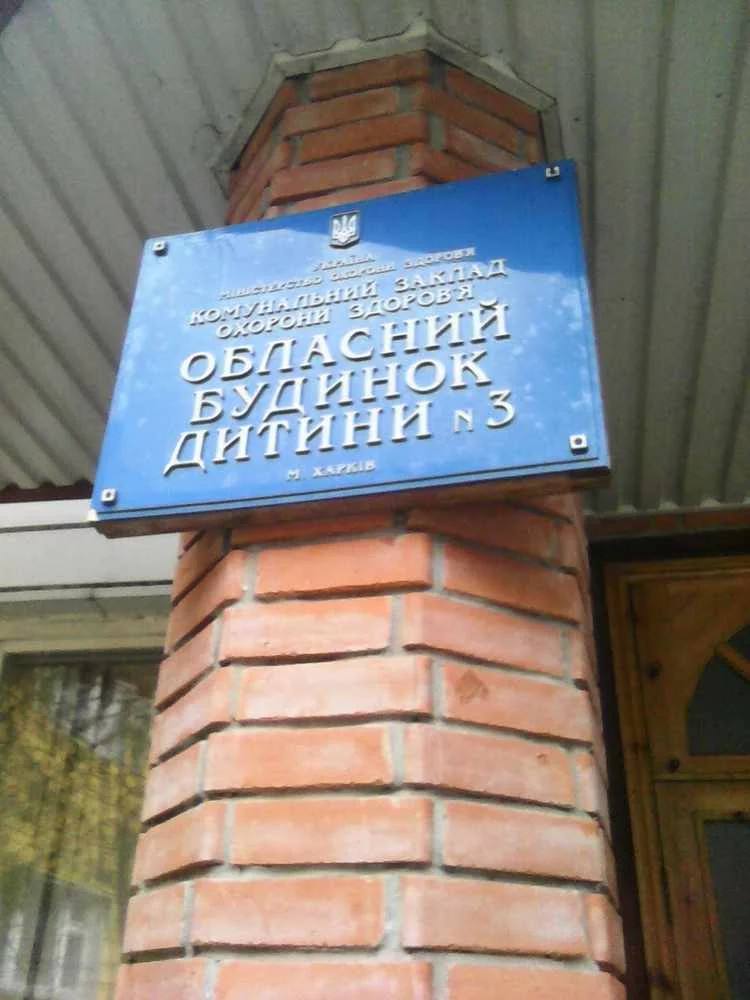 УКРАЇНА
МІНІСТЕРСТВО ОХОРОНИ ЗДОРОВ'Я
КОМУНАЛЬНИЙ ЗАКЛАД
ОХОРОНИ ЗДОРОВ'Я
ОБЛАСНИЙ
БУДИНОК
ДИТИНИ N 3
М. ХАРКІВ